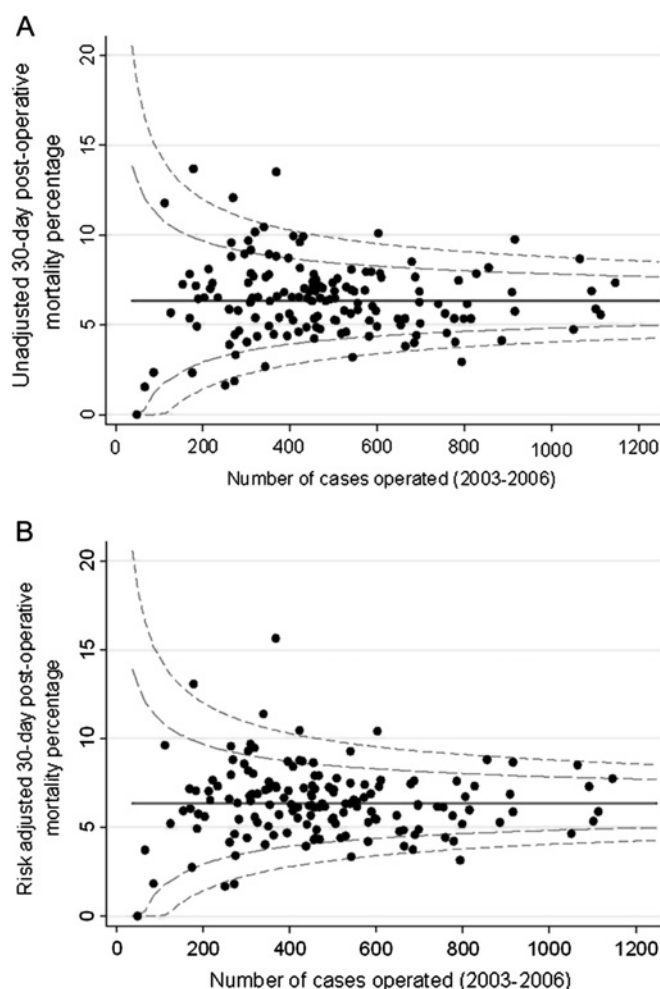 A
Unadjusted 30-day post-operative
mortality percentage
20
15
10
5
0
0 200 400 600 800 1000 1200
Number of cases operated (2003-2006)
B
Risk adjusted 30-day post-operative
mortality percentage
20
15
10
5
0
0 200 400 600 800 1000 1200
Number of cases operated (2003-2006)